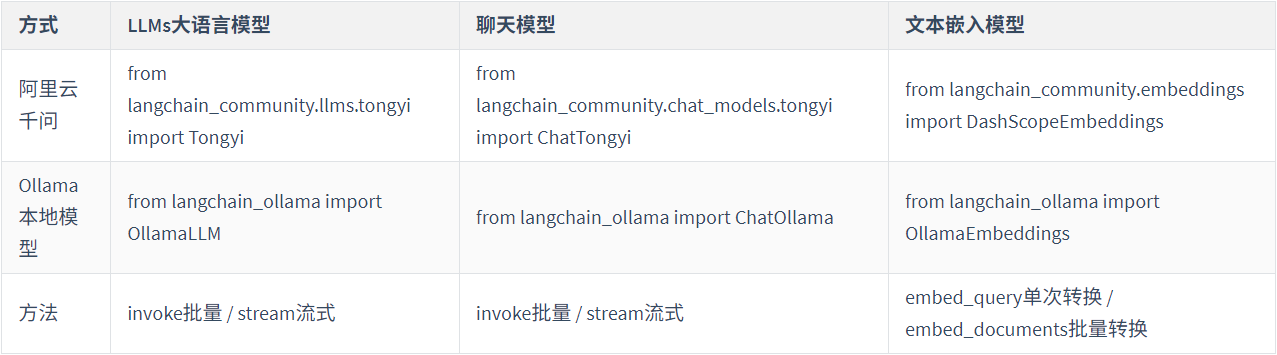 方式
LLMs大语言模型
聊天模型
文本嵌入模型
阿里云
千问
from
langchain_community.llms.tongyi
import Tongyi
from
langchain_community.chat_models.tongyi
import ChatTongyi
from langchain_community.embeddings
import DashScopeEmbeddings
Ollama
本地模
型
from langchain_ollama import
OllamaLLM
from langchain_ollama import ChatOllama
from langchain_ollama import
OllamaEmbeddings
方法
invoke批量 / stream流式
invoke批量 / stream流式
embed_query单次转换 /
embed_documents批量转换